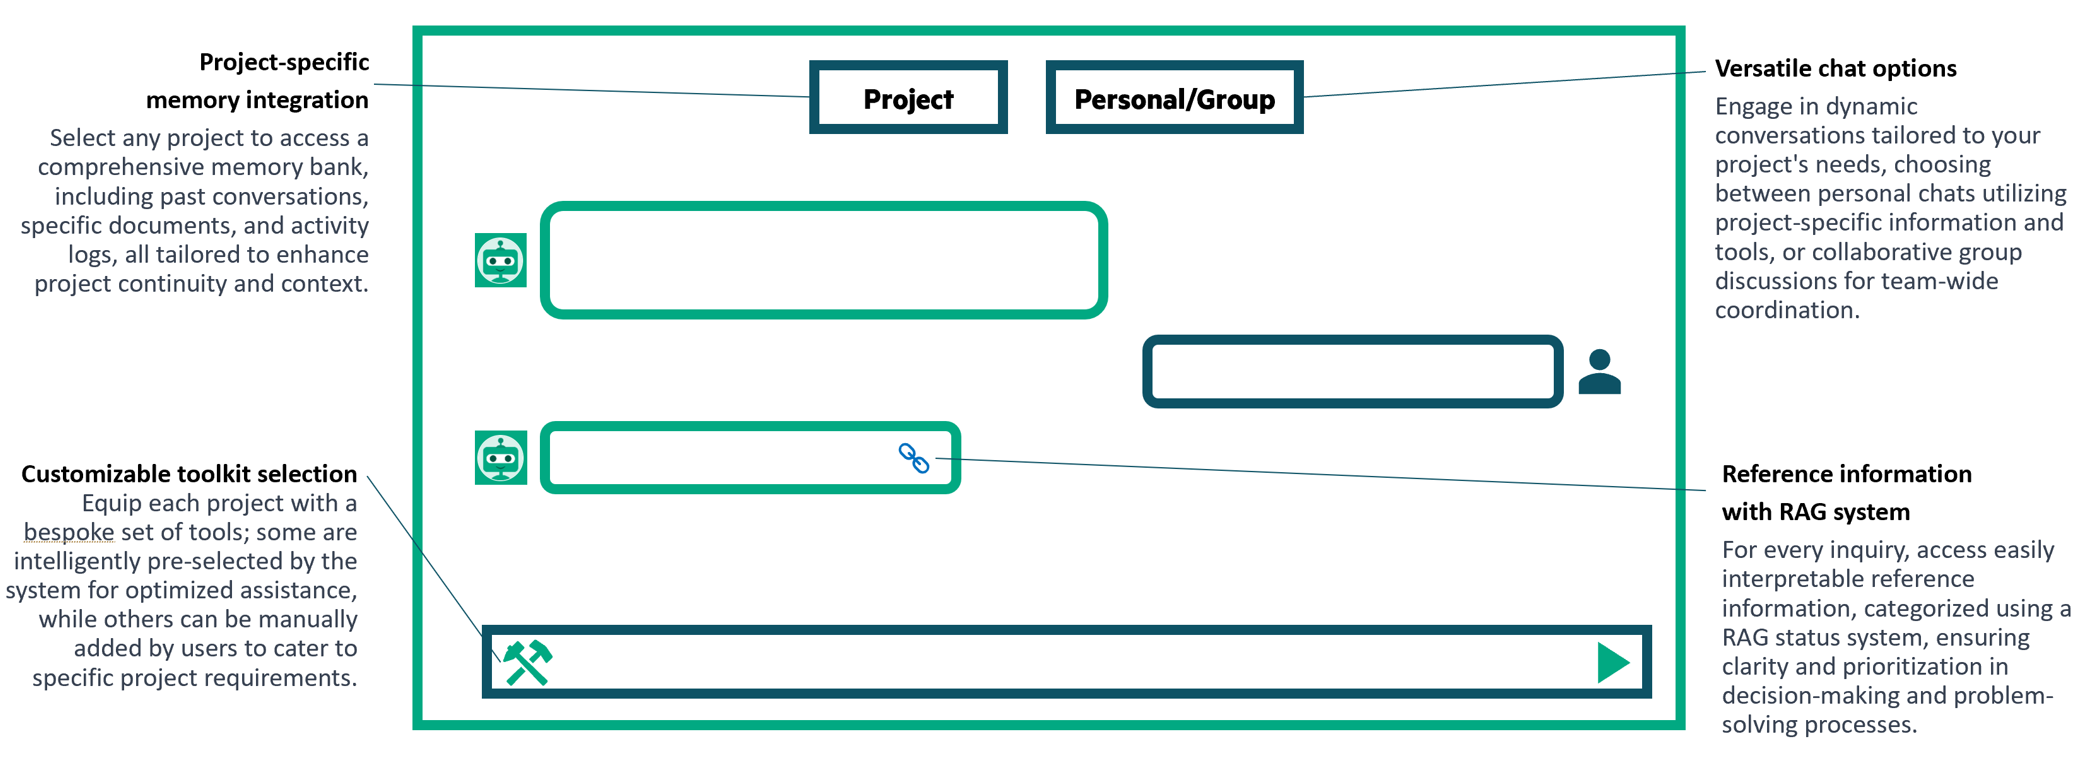 Project-specific
memory integration
Select any project to access a
comprehensive memory bank,
including past conversations,
specific documents, and activity
logs, all tailored to enhance
project continuity and context.
Project
Personal/Group
Versatile chat options
Engage in dynamic
conversations tailored to your
project's needs, choosing
between personal chats utilizing
project-specific information and
tools, or collaborative group
discussions for team-wide
coordination.
Customizable toolkit selection
Equip each project with a
bespoke set of tools; some are
intelligently pre-selected by the
system for optimized assistance,
while others can be manually
added by users to cater to
specific project requirements.
Reference information
with RAG system
For every inquiry, access easily
interpretable reference
information, categorized using a
RAG status system, ensuring
clarity and prioritization in
decision-making and problem-
solving processes.